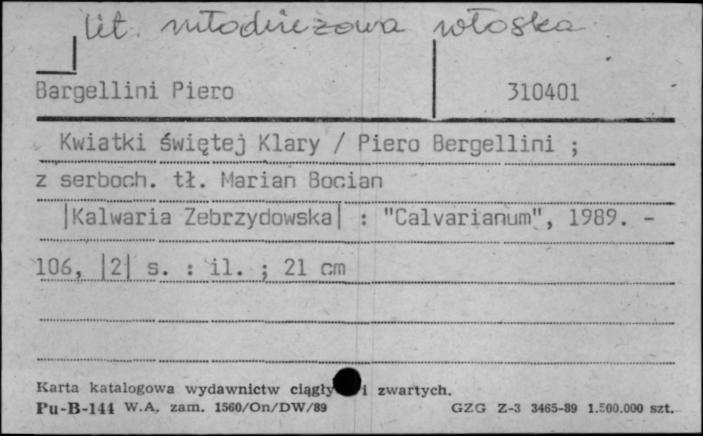 lit. młodzieżowa włoska
Bargellini Piero 310401
Kwiatki świętej Klary / Piero Bergellini ;
z serboch. tł. Marian Bocian
|Kalwaria Zebrzydowska| : "Calvarianum", 1989. -
106, |2| s. : il. ; 21 cm
Karta katalogowa wydawnictw ciągły i zwartych.
Pu-B-144 W.A. zam. 1560/On/DW/89 GZG Z-3 3465-89 1.500.000 szt.